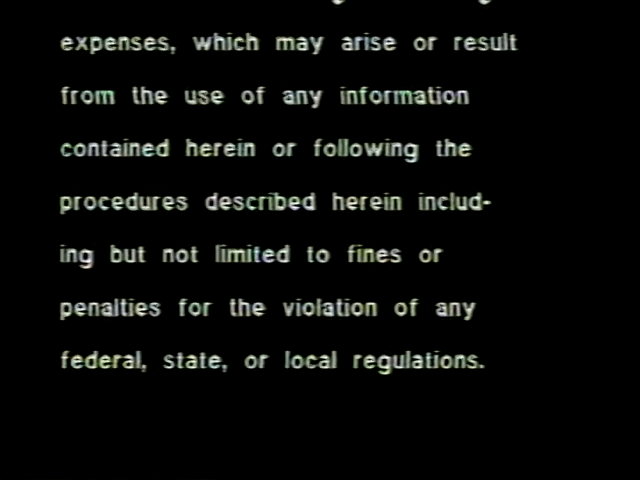 expenses, which may arise or result
from the use of any information
contained herein or following the
procedures described herein includ-
ing but not limited to fines or
penalties for the violation of any
federal, state, or local regulations.